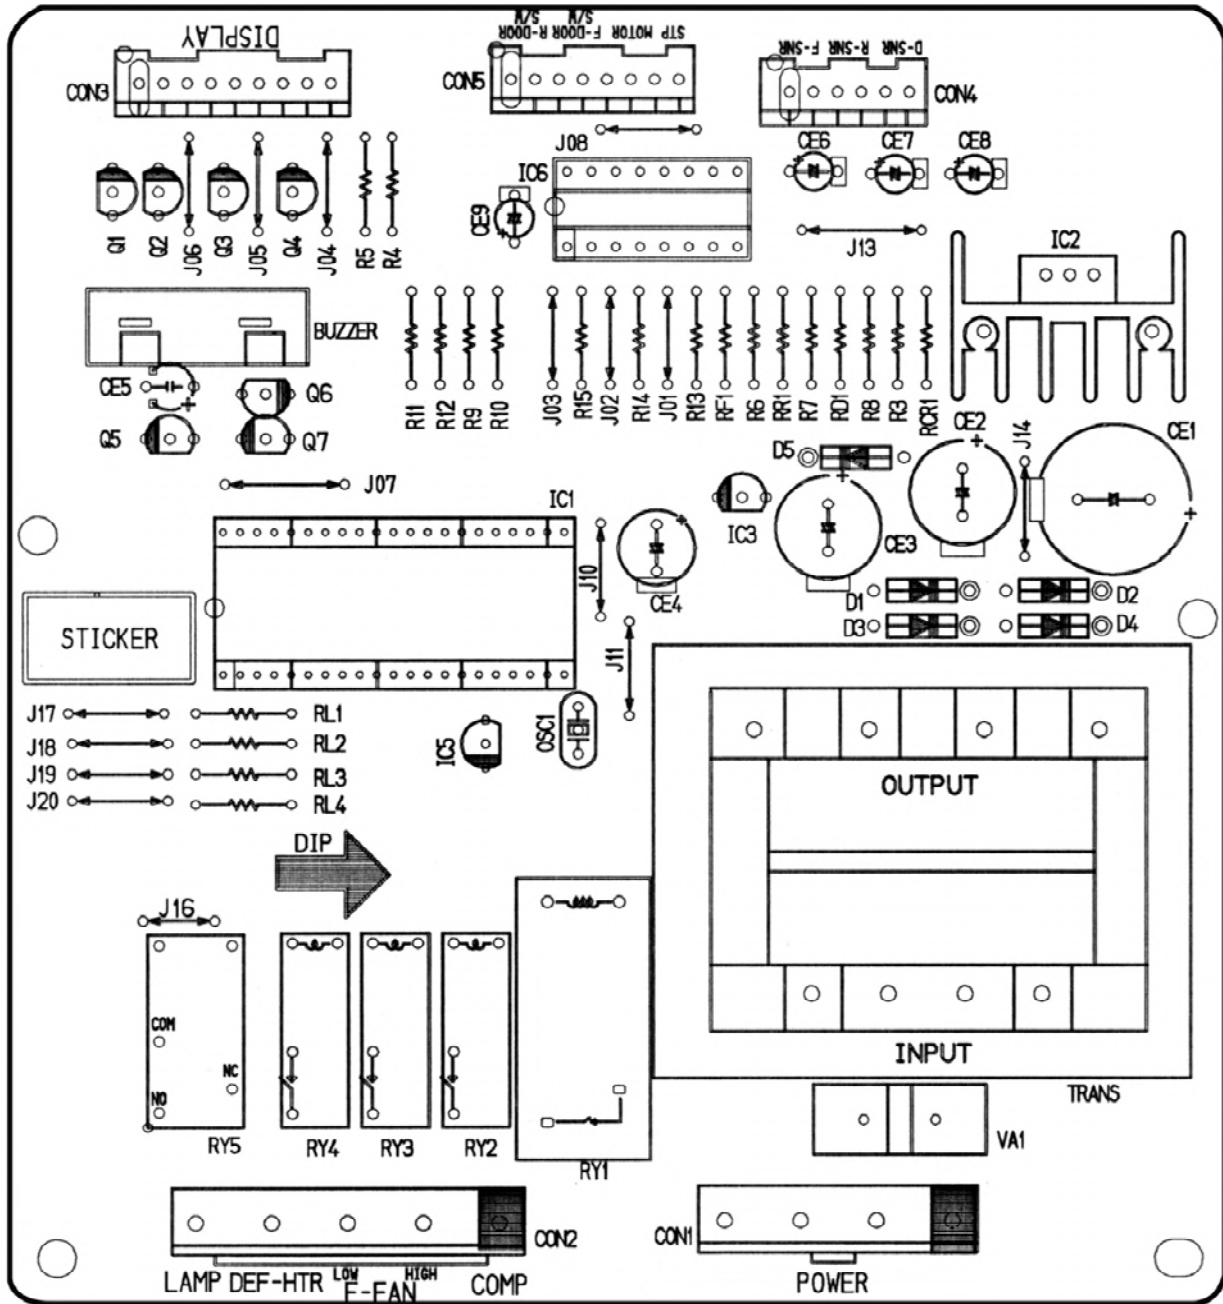 DISPLAY
CON3
S/W S/W
R-DOOR F-DOOR STP MOTOR
CON5
F-SNR R-SNR D-SNR
CON4
J08
IC6
CE6
CE7
CE8
CE9
Q1
Q2
J06
Q3
J05
Q4
J04
R5
R4
J13
IC2
BUZZER
CE5
Q6
Q5
Q7
R11
R12
R9
R10
J03
R15
J02
R14
J01
R13
RF1
R6
RR1
R7
RD1
R8
R3
RCR1
CE2
J14
CE1
D5
J07
IC1
IC3
CE3
J10
CE4
D1
D2
D3
D4
STICKER
J11
J17
RL1
J18
RL2
J19
RL3
J20
RL4
IC5
OSC1
OUTPUT
DIP
J16
COM
NC
NO
RY5
RY4
RY3
RY2
RY1
INPUT
TRANS
VA1
CON2
CON1
LAMP DEF-HTR LOW F-FAN HIGH COMP
POWER